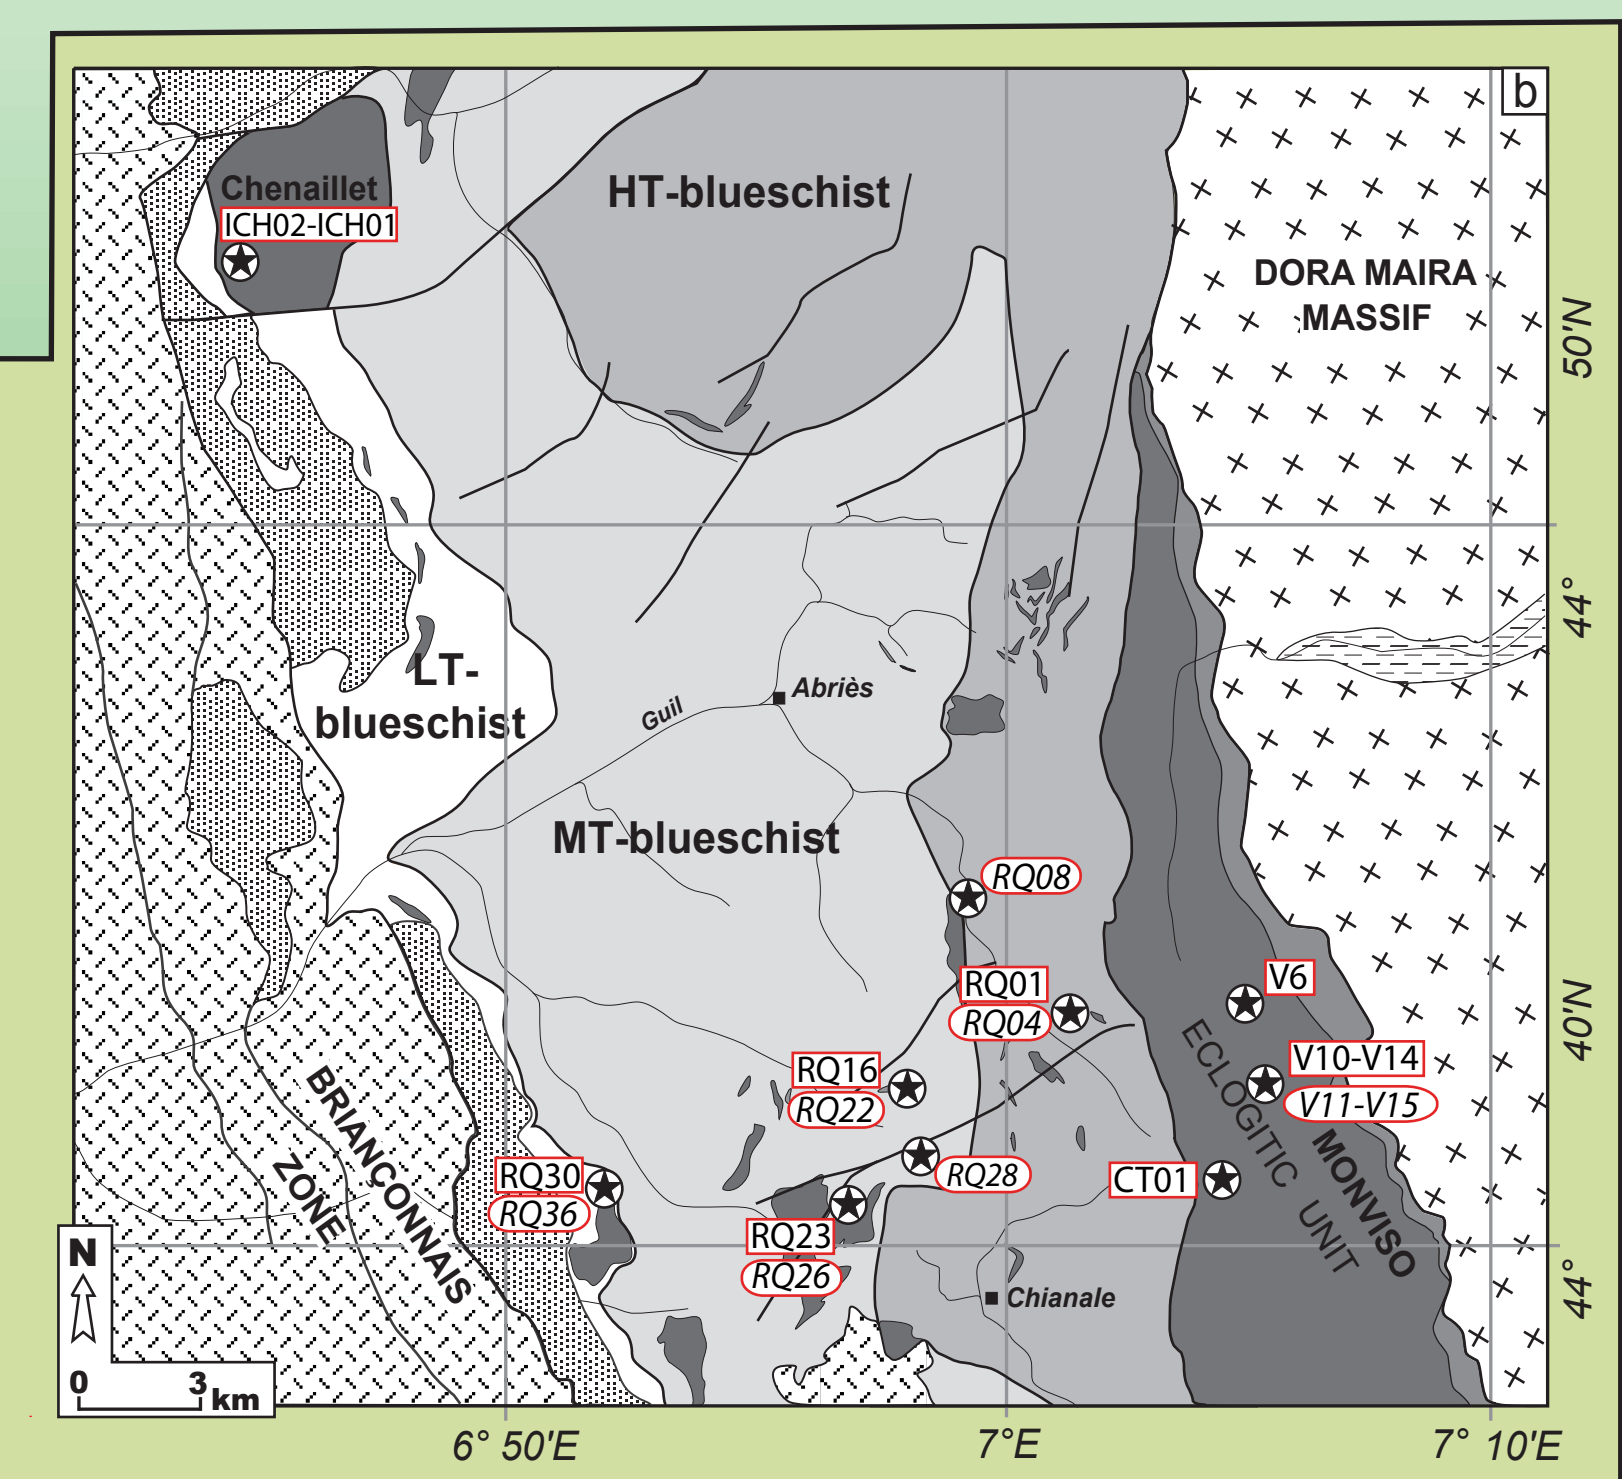 b
Chenaillet
ICH02-ICH01
HT-blueschist
DORA MAIRA
MASSIF
50'N
44°
LT-
blueschist
Guil
Abriès
MT-blueschist
RQ08
RQ01
RQ04
V6
40'N
RQ16
RQ22
V10-V14
V11-V15
ECLOGITIC UNIT
MONVISO
BRIANÇONNAIS
ZONE
RQ28
CT01
RQ30
RQ36
RQ23
RQ26
44°
Chianale
N
0 3 km
6° 50'E
7°E
7° 10'E